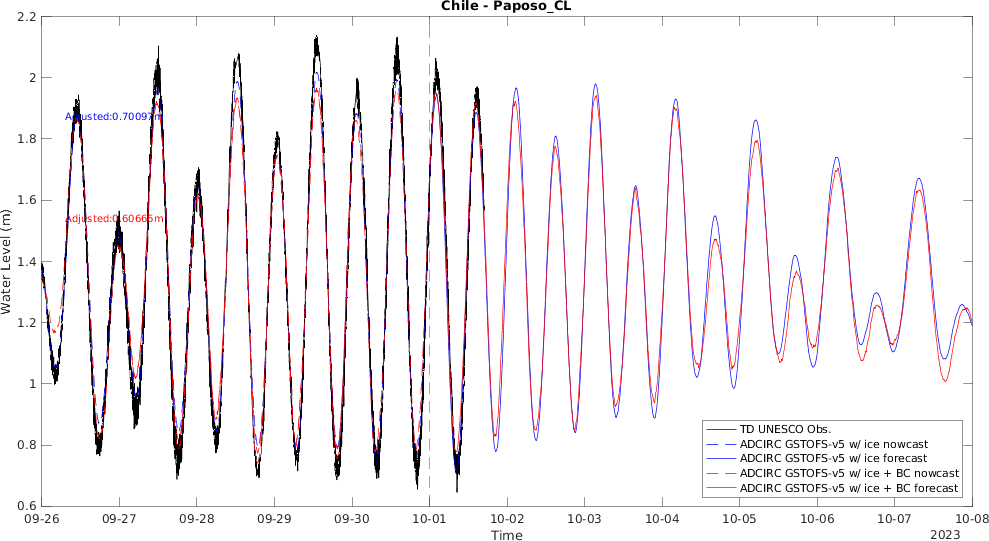 Chile - Paposo_CL
2.2
2
1.8
1.6
1.4
1.2
1
0.8
0.6
Water Level (m)
Adjusted:0.70097m
Adjusted:0.60665m
TD UNESCO Obs.
ADCIRC GSTOFS-v5 w/ ice nowcast
ADCIRC GSTOFS-v5 w/ ice forecast
ADCIRC GSTOFS-v5 w/ ice + BC nowcast
ADCIRC GSTOFS-v5 w/ ice + BC forecast
09-26 09-27 09-28 09-29 09-30 10-01 10-02 10-03 10-04 10-05 10-06 10-07 10-08
Time
2023